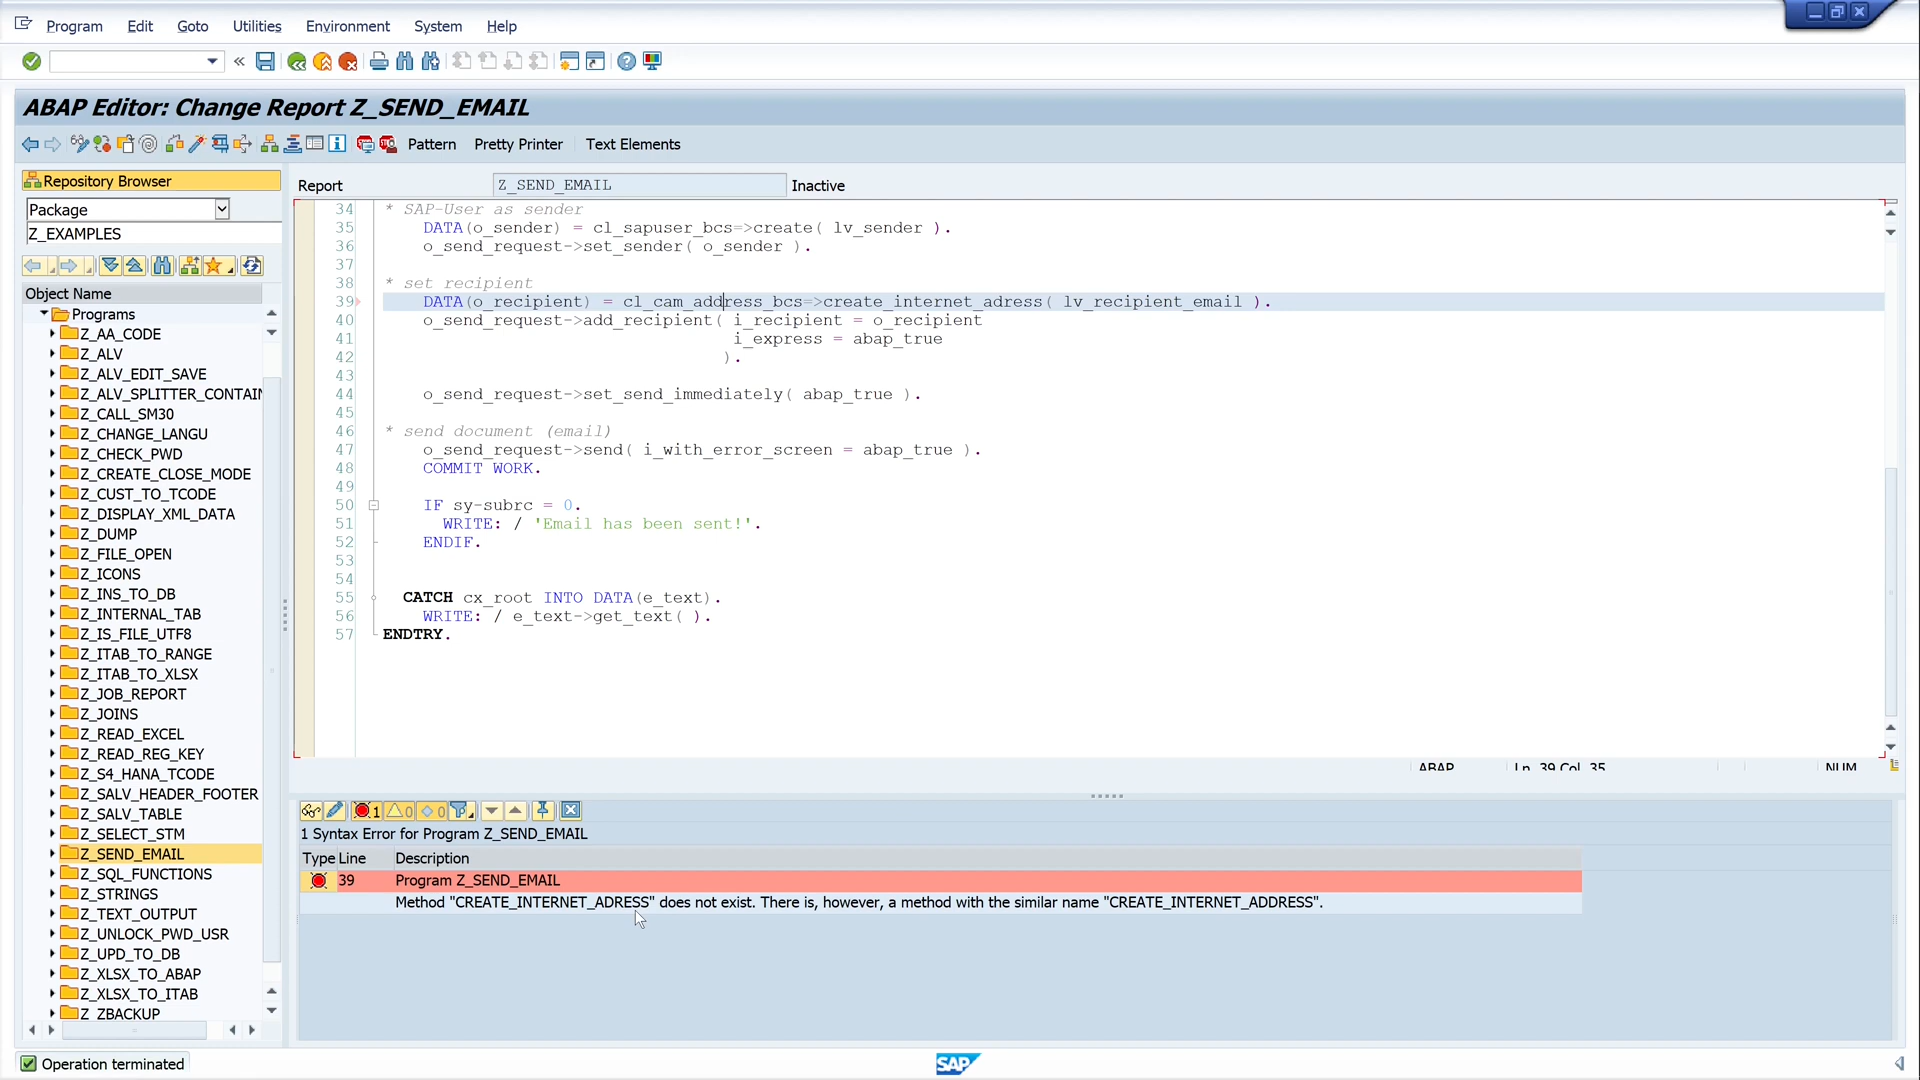 Program Edit Goto Utilities Environment System Help
ABAP Editor: Change Report Z_SEND_EMAIL
Pattern Pretty Printer Text Elements
Repository Browser
Package
Z_EXAMPLES
Object Name
Programs
Z_AA_CODE
Z_ALV
Z_ALV_EDIT_SAVE
Z_ALV_SPLITTER_CONTAIN
Z_CALL_SM30
Z_CHANGE_LANGU
Z_CHECK_PWD
Z_CREATE_CLOSE_MODE
Z_CUST_TO_TCODE
Z_DISPLAY_XML_DATA
Z_DUMP
Z_FILE_OPEN
Z_ICONS
Z_INS_TO_DB
Z_INTERNAL_TAB
Z_IS_FILE_UTF8
Z_ITAB_TO_RANGE
Z_ITAB_TO_XLSX
Z_JOB_REPORT
Z_JOINS
Z_READ_EXCEL
Z_READ_REG_KEY
Z_S4_HANA_TCODE
Z_SALV_HEADER_FOOTER
Z_SALV_TABLE
Z_SELECT_STM
Z_SEND_EMAIL
Z_SQL_FUNCTIONS
Z_STRINGS
Z_TEXT_OUTPUT
Z_UNLOCK_PWD_USR
Z_UPD_TO_DB
Z_XLSX_TO_ABAP
Z_XLSX_TO_ITAB
Z_ZBACKUP
Report Z_SEND_EMAIL Inactive
34 * SAP-User as sender
35 DATA(o_sender) = cl_sapuser_bcs=>create( lv_sender ).
36 o_send_request->set_sender( o_sender ).
37
38 * set recipient
39 DATA(o_recipient) = cl_cam_address_bcs=>create_internet_adress( lv_recipient_email ).
40 o_send_request->add_recipient( i_recipient = o_recipient
41 i_express = abap_true
42 ).
43
44 o_send_request->set_send_immediately( abap_true ).
45
46 * send document (email)
47 o_send_request->send( i_with_error_screen = abap_true ).
48 COMMIT WORK.
49
50 IF sy-subrc = 0.
51 WRITE: / 'Email has been sent!'.
52 ENDIF.
53
54
55 CATCH cx_root INTO DATA(e_text).
56 WRITE: / e_text->get_text( ).
57 ENDTRY.
ABAP Ln 39 Col 35 NUM
1 0 0
1 Syntax Error for Program Z_SEND_EMAIL
Type Line Description
39 Program Z_SEND_EMAIL
Method "CREATE_INTERNET_ADRESS" does not exist. There is, however, a method with the similar name "CREATE_INTERNET_ADDRESS".
Operation terminated
SAP